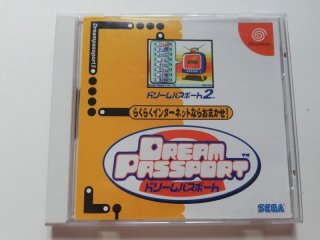 Dreampassport2
Dreamcast
ドリームパスポート2
らくらくインターネットならおまかせ!
DREAM
PASSPORT
ドリームパスポート
SEGA